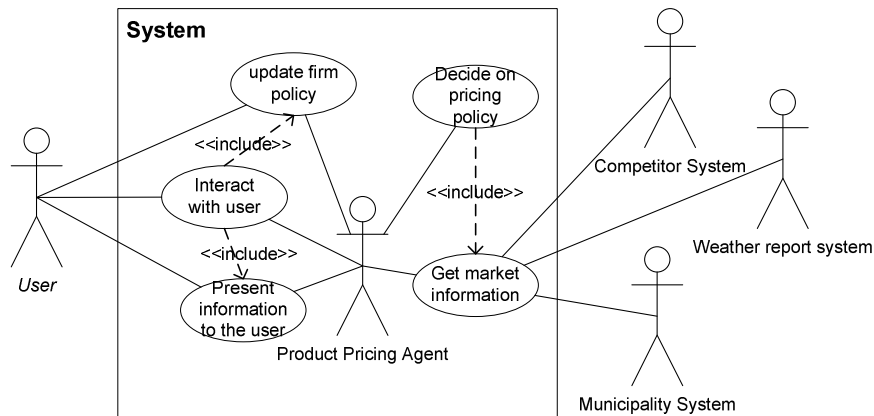 System
update firm
policy
Decide on
pricing
policy
<<include>>
Interact
with user
<<include>>
<<include>>
Present
information
to the user
Get market
information
User
Product Pricing Agent
Competitor System
Weather report system
Municipality System